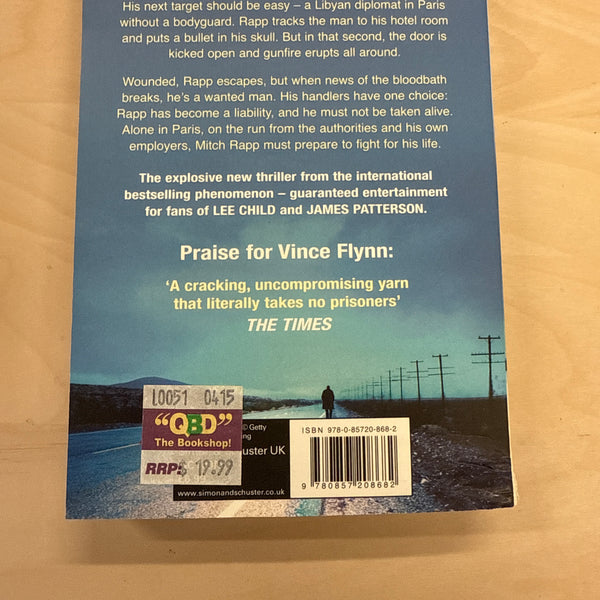 His next target should be easy – a Libyan diplomat in Paris
without a bodyguard. Rapp tracks the man to his hotel room
and puts a bullet in his skull. But in that second, the door is
kicked open and gunfire erupts all around.
Wounded, Rapp escapes, but when news of the bloodbath
breaks, he's a wanted man. His handlers have one choice:
Rapp has become a liability, and he must not be taken alive.
Alone in Paris, on the run from the authorities and his own
employers, Mitch Rapp must prepare to fight for his life.
The explosive new thriller from the international
bestselling phenomenon – guaranteed entertainment
for fans of LEE CHILD and JAMES PATTERSON.
Praise for Vince Flynn:
'A cracking, uncompromising yarn
that literally takes no prisoners'
THE TIMES
L0051 0415
"QBD"
The Bookshop!
RRP:$ 19.99
© Getty
UK
www.simonandschuster.co.uk
ISBN 978-0-85720-868-2
9 780857 208682